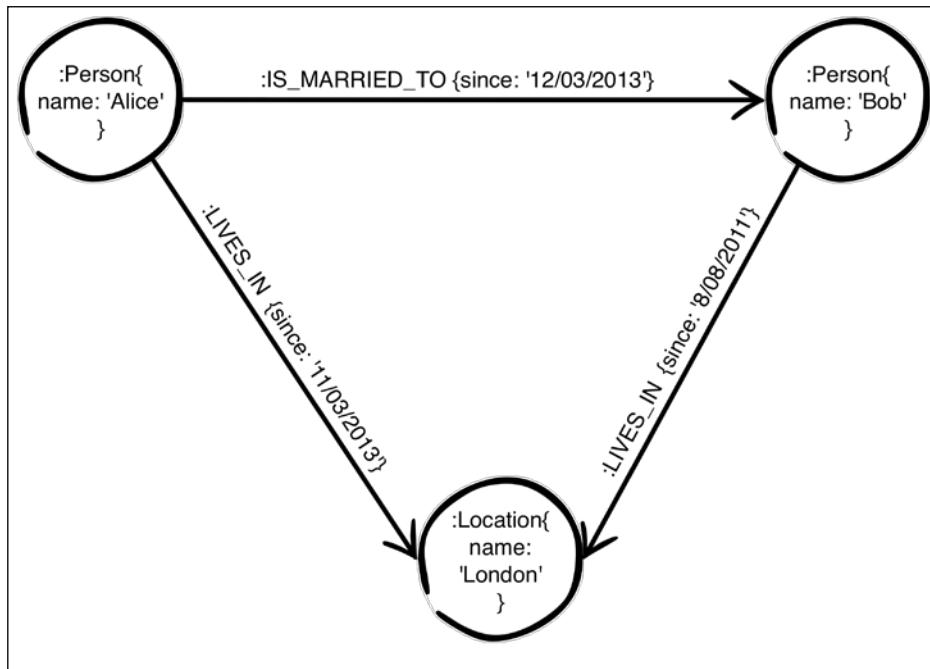 :Person{
name: 'Alice'
}
:IS_MARRIED_TO {since: '12/03/2013'}
:Person{
name: 'Bob'
}
:LIVES_IN {since: '11/03/2013'}
:LIVES_IN {since: '8/08/2011'}
:Location{
name:
'London'
}